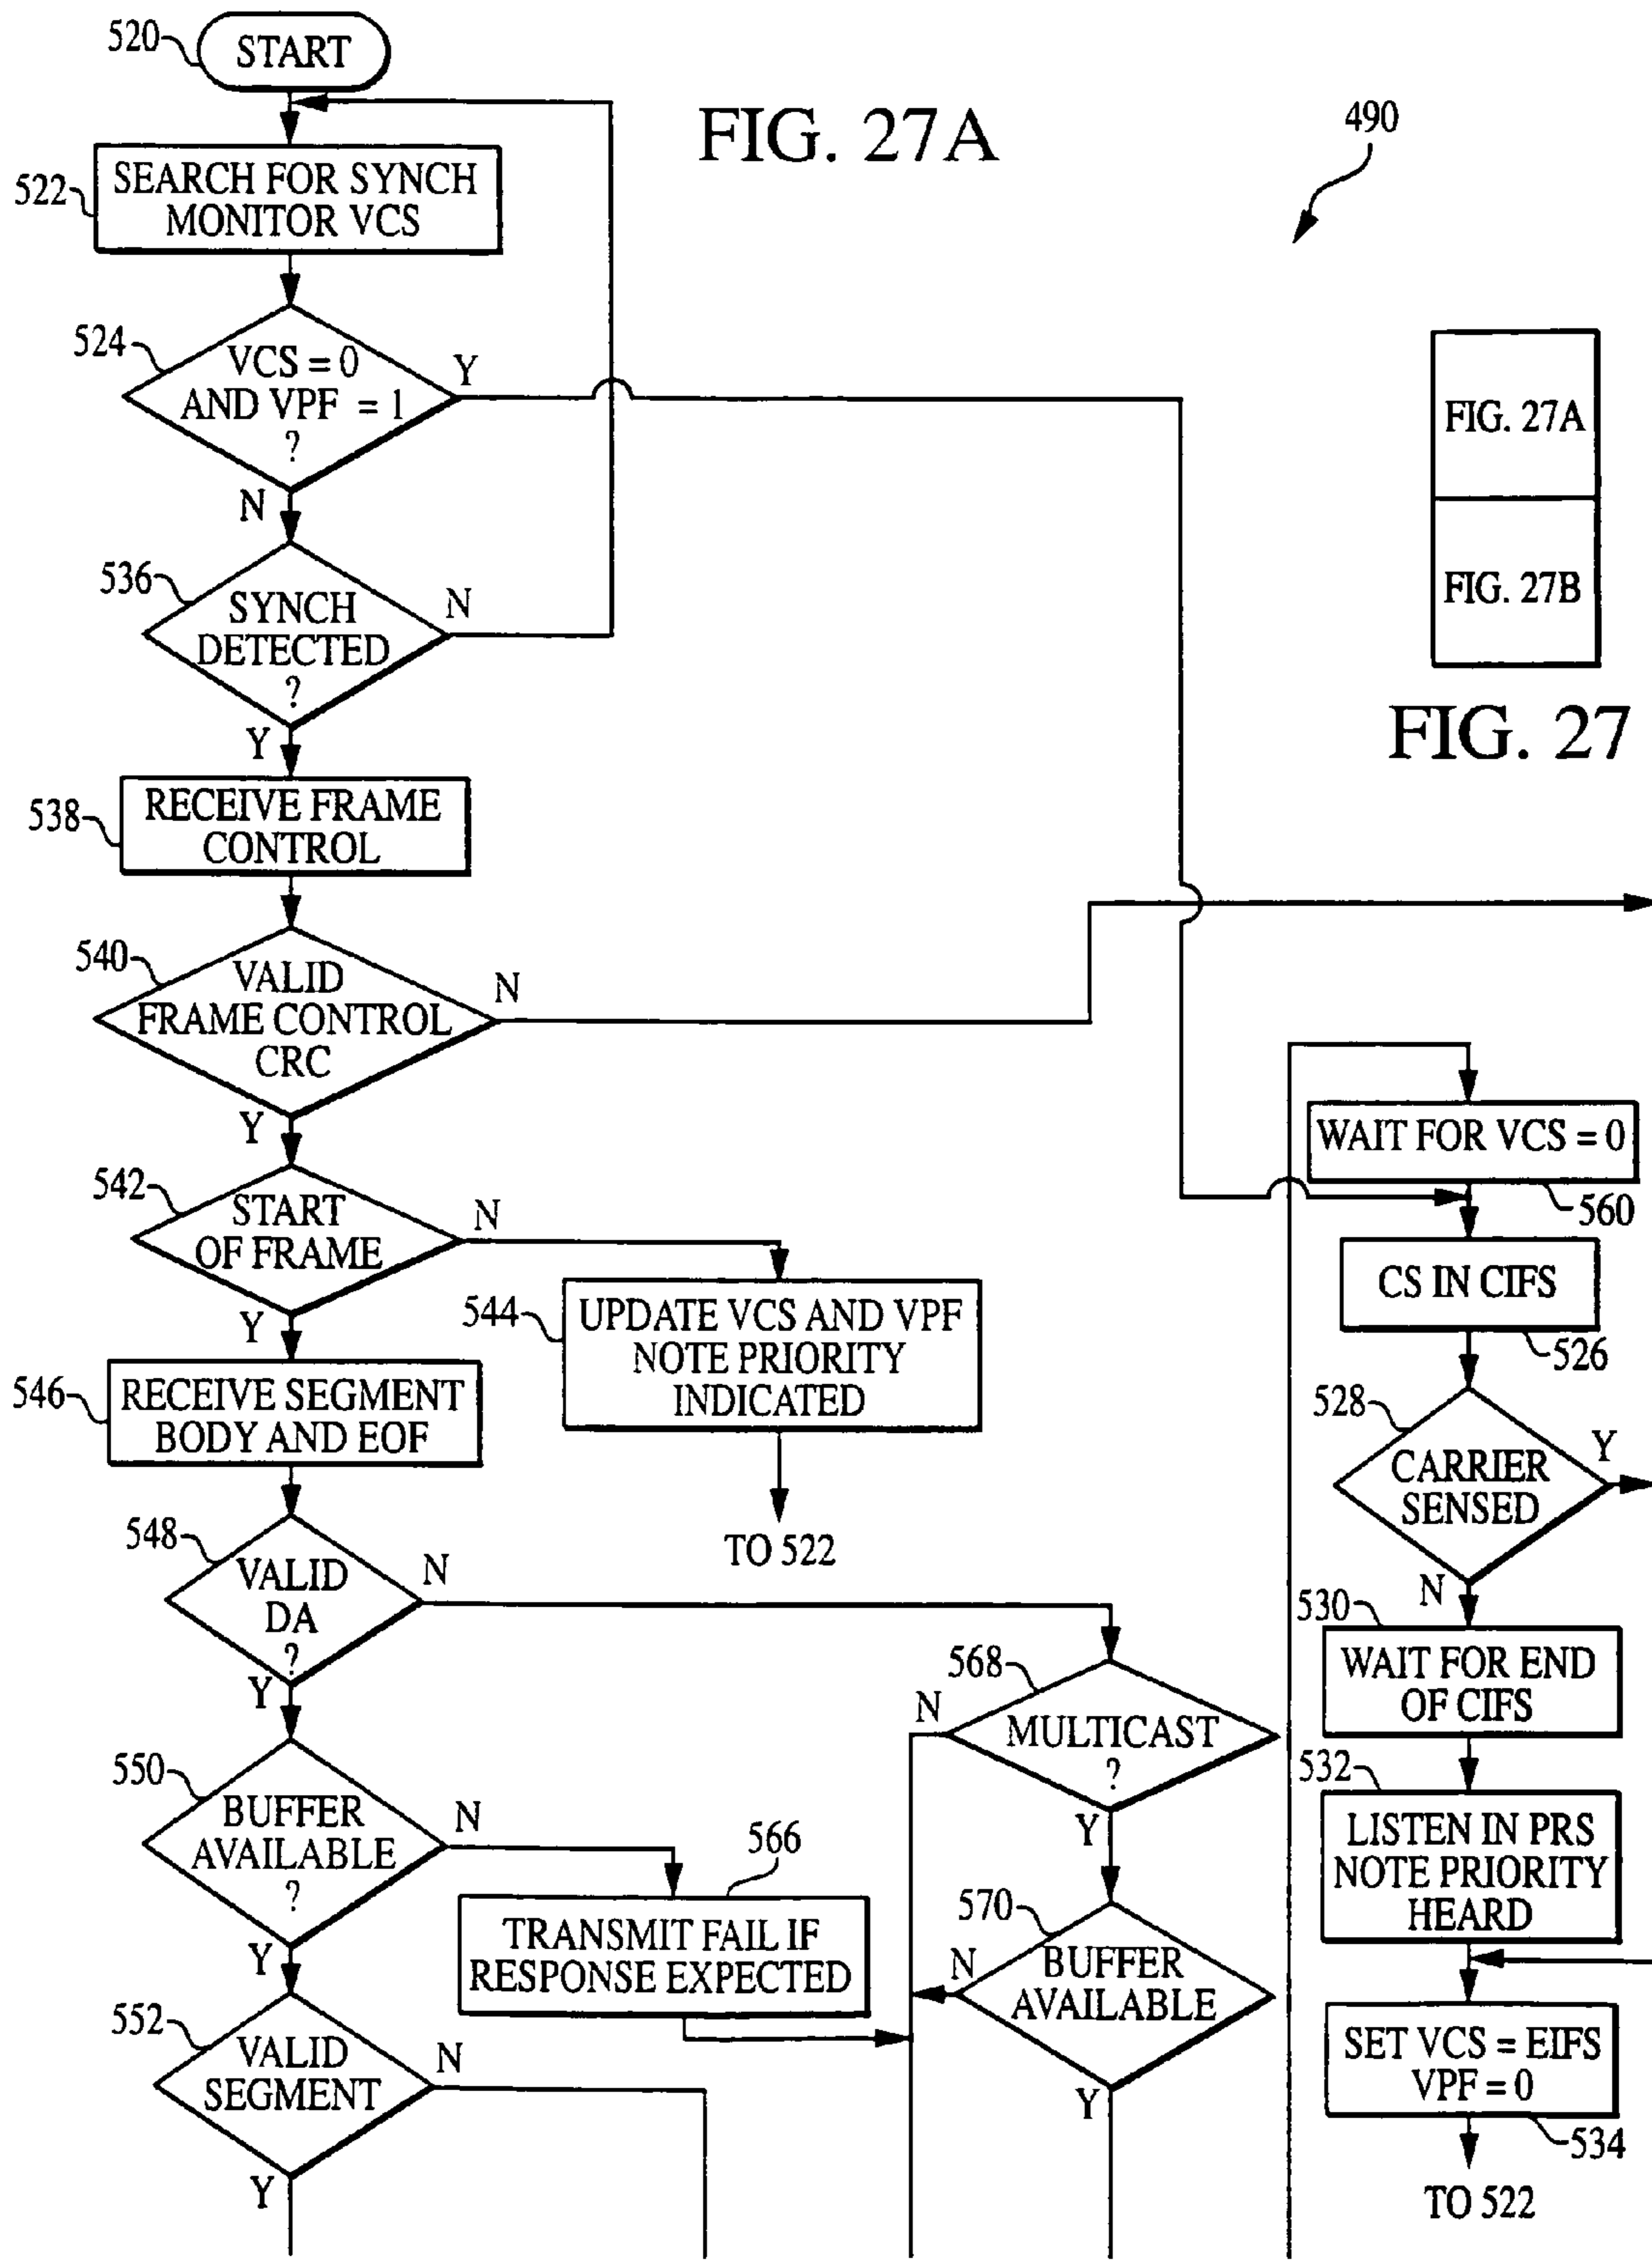 520
START
FIG. 27A
490
522
SEARCH FOR SYNCH
MONITOR VCS
524
VCS = 0
AND VPF = 1
?
Y
N
FIG. 27A
FIG. 27B
FIG. 27
536
SYNCH
DETECTED
?
N
Y
538
RECEIVE FRAME
CONTROL
540
VALID
FRAME CONTROL
CRC
N
Y
WAIT FOR VCS = 0
560
542
START
OF FRAME
N
Y
544
UPDATE VCS AND VPF
NOTE PRIORITY
INDICATED
TO 522
CS IN CIFS
526
546
RECEIVE SEGMENT
BODY AND EOF
528
CARRIER
SENSED
Y
N
548
VALID
DA
?
N
Y
568
MULTICAST
?
N
Y
530
WAIT FOR END
OF CIFS
550
BUFFER
AVAILABLE
?
N
Y
566
TRANSMIT FAIL IF
RESPONSE EXPECTED
570
BUFFER
AVAILABLE
N
Y
532
LISTEN IN PRS
NOTE PRIORITY
HEARD
552
VALID
SEGMENT
N
Y
SET VCS = EIFS
VPF = 0
534
TO 522